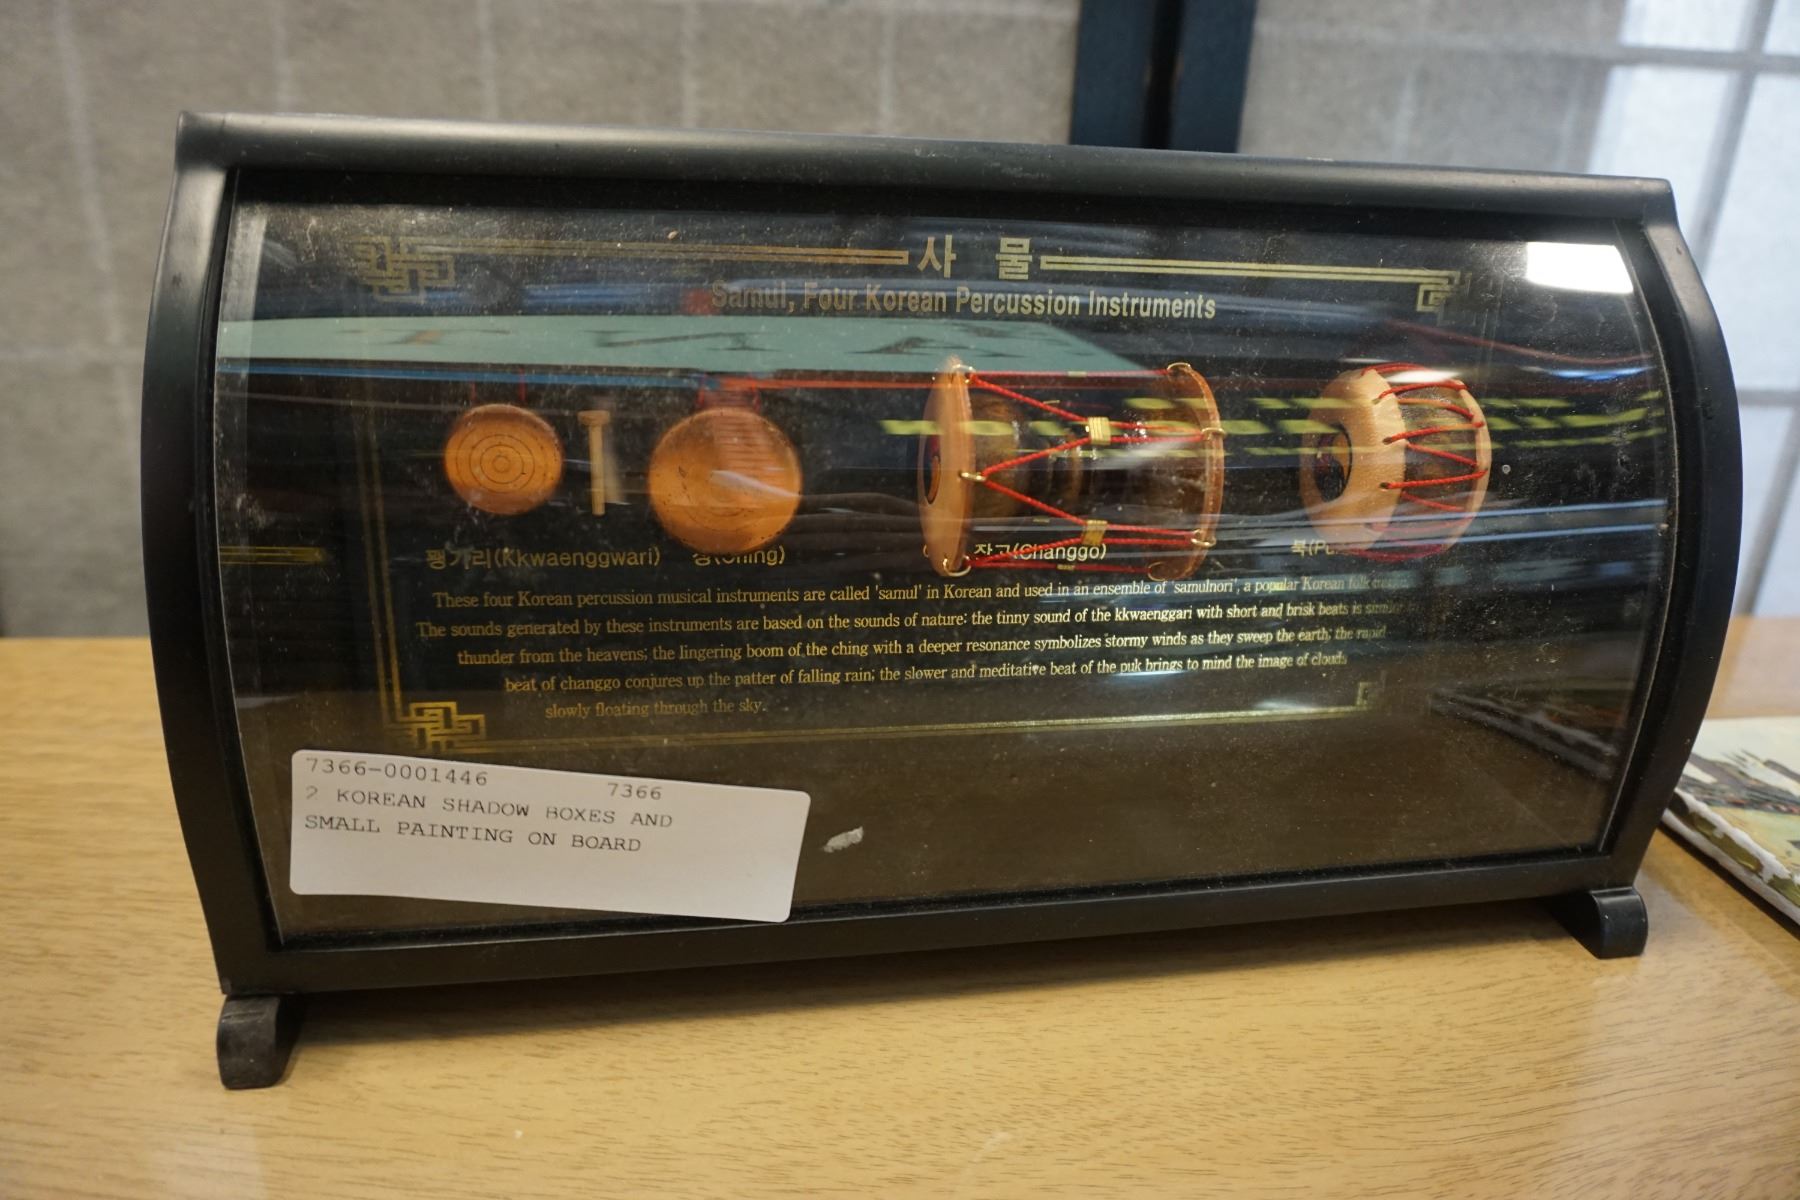 사 물
Samul, Four Korean Percussion Instruments
꽹가리(Kkwaenggwari) 징(Ching) 장고(Changgo) 북(Pu
These four Korean percussion musical instruments are called 'samul' in Korean and used in an ensemble of 'samulnori', a popular Korean folk
The sounds generated by these instruments are based on the sounds of nature: the tinny sound of the kkwaenggari with short and brisk beats is similar
thunder from the heavens; the lingering boom of the ching with a deeper resonance symbolizes stormy winds as they sweep the earth; the rapid
beat of changgo conjures up the patter of falling rain; the slower and meditative beat of the puk brings to mind the image of clouds
slowly floating through the sky.
7366-0001446 7366
2 KOREAN SHADOW BOXES AND
SMALL PAINTING ON BOARD